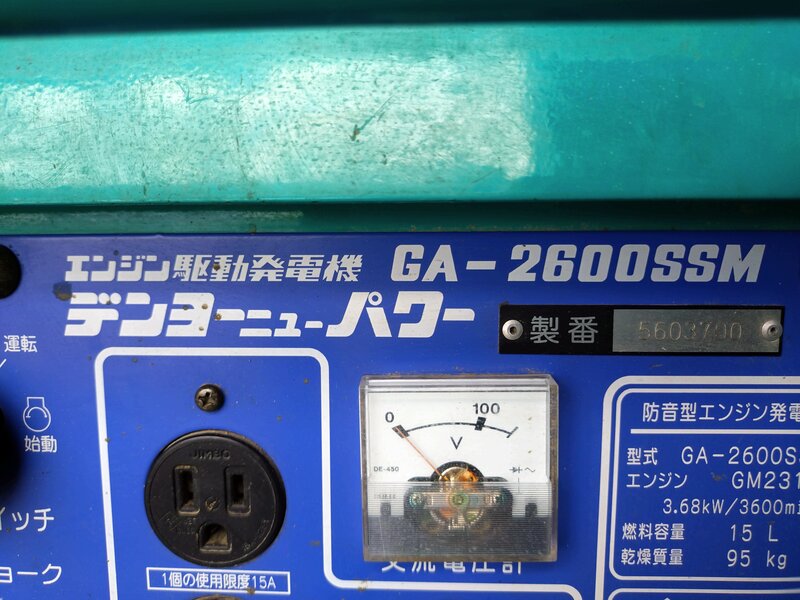 エンジン駆動発電機 GA-2600SSM
デンヨーニューパワー
製番 5603790
運転
始動
JIMBO
1個の使用限度15A
0 100
V
DE-450
交流電圧計
防音型エンジン発電
型式 GA-2600S
エンジン GM231
3.68kW/3600mi
燃料容量 15 L
乾燥質量 95 kg
イッチ
ョーク